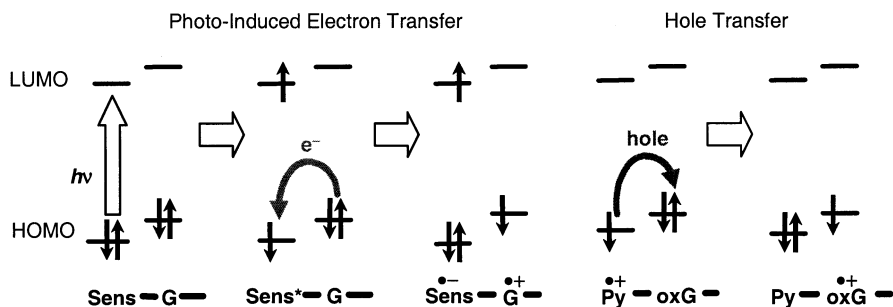 Photo-Induced Electron Transfer Hole Transfer
LUMO
hole
e⁻
hν
HOMO
•− •+ •+ •+
Sens G Sens* G Sens G Py oxG Py oxG